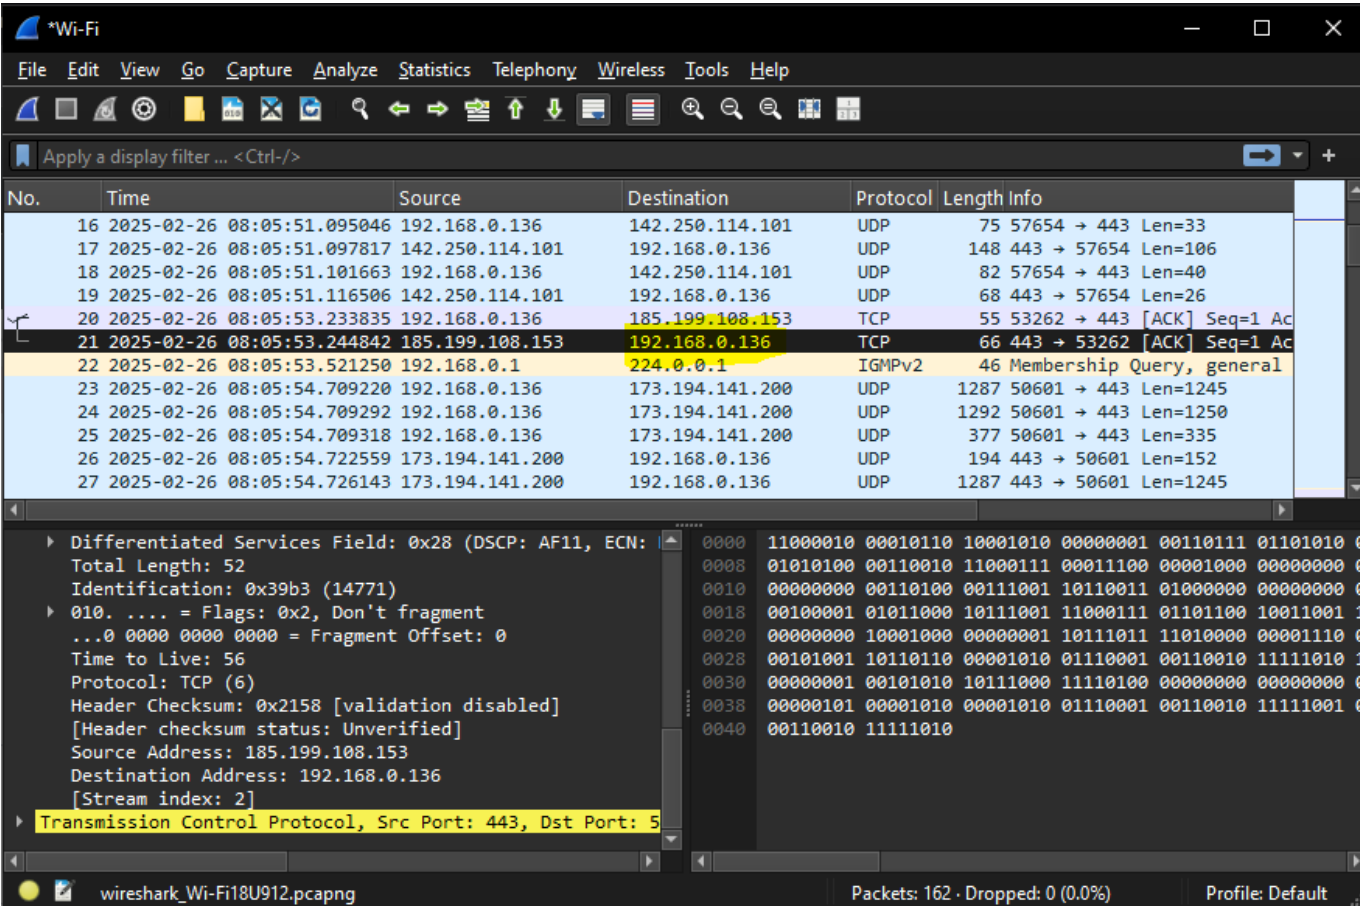 *Wi-Fi
File Edit View Go Capture Analyze Statistics Telephony Wireless Tools Help
Apply a display filter ... <Ctrl-/>
No. Time Source Destination Protocol Length Info
16 2025-02-26 08:05:51.095046 192.168.0.136 142.250.114.101 UDP 75 57654 → 443 Len=33
17 2025-02-26 08:05:51.097817 142.250.114.101 192.168.0.136 UDP 148 443 → 57654 Len=106
18 2025-02-26 08:05:51.101663 192.168.0.136 142.250.114.101 UDP 82 57654 → 443 Len=40
19 2025-02-26 08:05:51.116506 142.250.114.101 192.168.0.136 UDP 68 443 → 57654 Len=26
20 2025-02-26 08:05:53.233835 192.168.0.136 185.199.108.153 TCP 55 53262 → 443 [ACK] Seq=1 Ac
21 2025-02-26 08:05:53.244842 185.199.108.153 192.168.0.136 TCP 66 443 → 53262 [ACK] Seq=1 Ac
22 2025-02-26 08:05:53.521250 192.168.0.1 224.0.0.1 IGMPv2 46 Membership Query, general
23 2025-02-26 08:05:54.709220 192.168.0.136 173.194.141.200 UDP 1287 50601 → 443 Len=1245
24 2025-02-26 08:05:54.709292 192.168.0.136 173.194.141.200 UDP 1292 50601 → 443 Len=1250
25 2025-02-26 08:05:54.709318 192.168.0.136 173.194.141.200 UDP 377 50601 → 443 Len=335
26 2025-02-26 08:05:54.722559 173.194.141.200 192.168.0.136 UDP 194 443 → 50601 Len=152
27 2025-02-26 08:05:54.726143 173.194.141.200 192.168.0.136 UDP 1287 443 → 50601 Len=1245
Differentiated Services Field: 0x28 (DSCP: AF11, ECN:
Total Length: 52
Identification: 0x39b3 (14771)
010. .... = Flags: 0x2, Don't fragment
...0 0000 0000 0000 = Fragment Offset: 0
Time to Live: 56
Protocol: TCP (6)
Header Checksum: 0x2158 [validation disabled]
[Header checksum status: Unverified]
Source Address: 185.199.108.153
Destination Address: 192.168.0.136
[Stream index: 2]
Transmission Control Protocol, Src Port: 443, Dst Port: 5
0000 11000010 00010110 10001010 00000001 00110111 01101010
0008 01010100 00110010 11000111 00011100 00001000 00000000
0010 00000000 00110100 00111001 10110011 01000000 00000000
0018 00100001 01011000 10111001 11000111 01101100 10011001
0020 00000000 10001000 00000001 10111011 11010000 00001110
0028 00101001 10110110 00001010 01110001 00110010 11111010
0030 00000001 00101010 10111000 11110100 00000000 00000000
0038 00000101 00001010 00001010 01110001 00110010 11111001
0040 00110010 11111010
wireshark_Wi-Fi18U912.pcapng Packets: 162 · Dropped: 0 (0.0%) Profile: Default